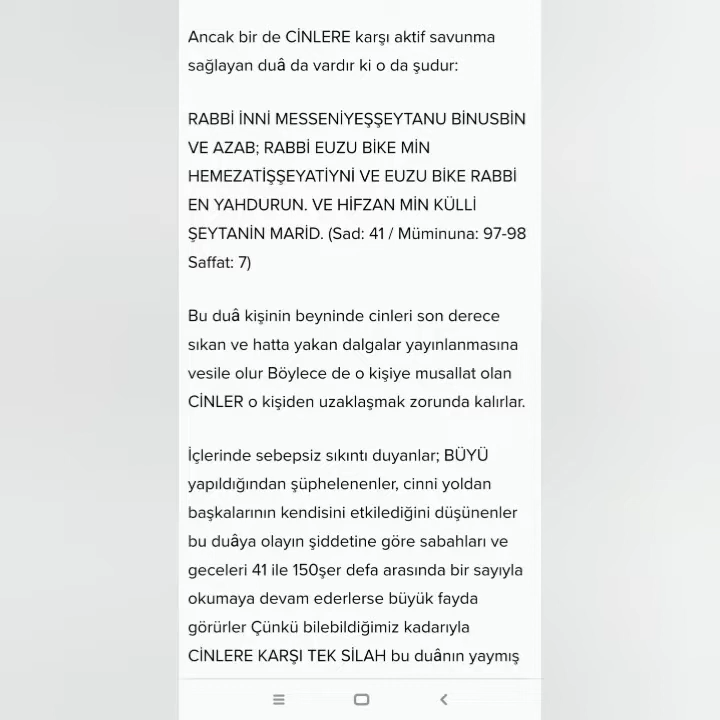 Ancak bir de CİNLERE karşı aktif savunma
sağlayan duâ da vardır ki o da şudur:
RABBİ İNNİ MESSENİYEŞŞEYTANU BİNUSBİN
VE AZAB; RABBİ EUZU BİKE MİN
HEMEZATİŞŞEYATİYNİ VE EUZU BİKE RABBİ
EN YAHDURUN. VE HİFZAN MİN KÜLLİ
ŞEYTANİN MARİD. (Sad: 41 / Müminuna: 97-98
Saffat: 7)
Bu duâ kişinin beyninde cinleri son derece
sıkan ve hatta yakan dalgalar yayınlanmasına
vesile olur Böylece de o kişiye musallat olan
CİNLER o kişiden uzaklaşmak zorunda kalırlar.
İçlerinde sebepsiz sıkıntı duyanlar; BÜYÜ
yapıldığından şüphelenenler, cinni yoldan
başkalarının kendisini etkilediğini düşünenler
bu duâya olayın şiddetine göre sabahları ve
geceleri 41 ile 150şer defa arasında bir sayıyla
okumaya devam ederlerse büyük fayda
görürler Çünkü bilebildiğimiz kadarıyla
CİNLERE KARŞI TEK SİLAH bu duânın yaymış